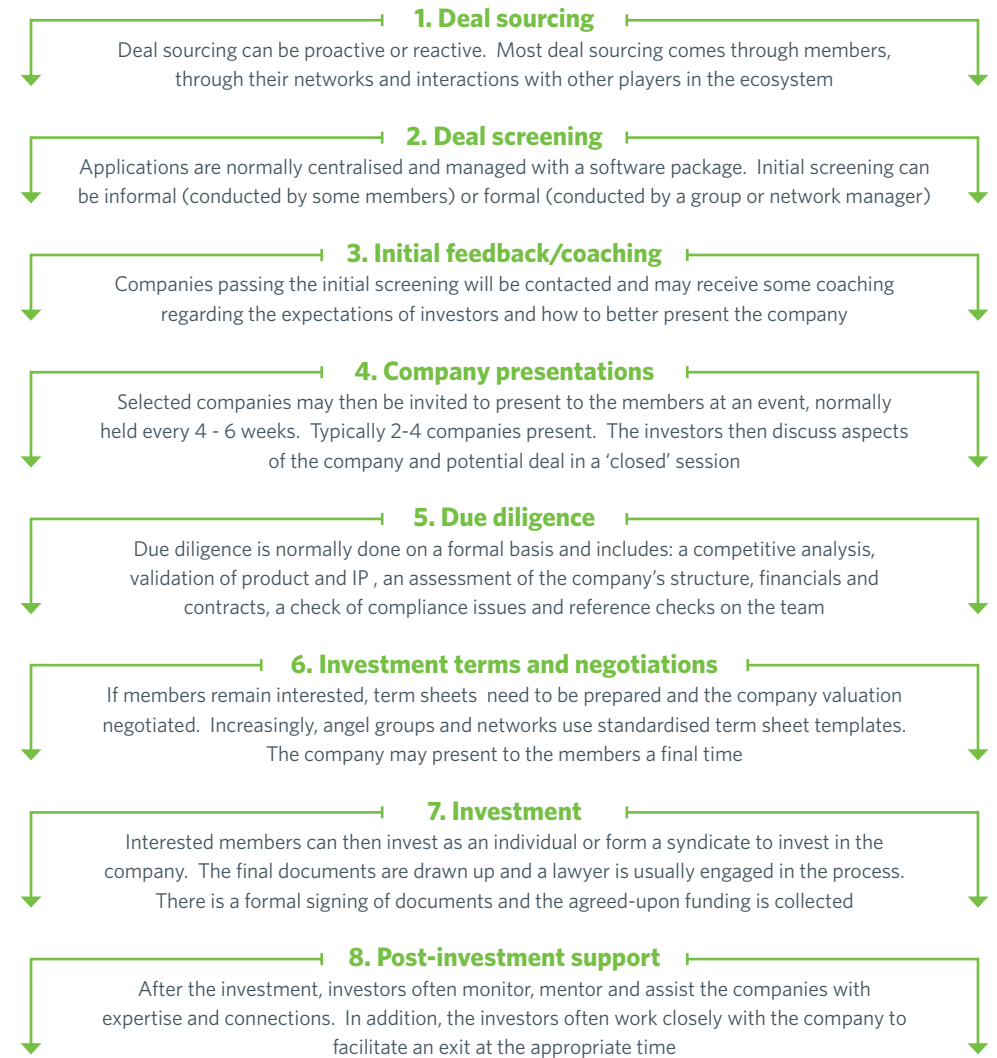 1. Deal sourcing
Deal sourcing can be proactive or reactive. Most deal sourcing comes through members,
through their networks and interactions with other players in the ecosystem
2. Deal screening
Applications are normally centralised and managed with a software package. Initial screening can
be informal (conducted by some members) or formal (conducted by a group or network manager)
3. Initial feedback/coaching
Companies passing the initial screening will be contacted and may receive some coaching
regarding the expectations of investors and how to better present the company
4. Company presentations
Selected companies may then be invited to present to the members at an event, normally
held every 4 - 6 weeks. Typically 2-4 companies present. The investors then discuss aspects
of the company and potential deal in a ‘closed’ session
5. Due diligence
Due diligence is normally done on a formal basis and includes: a competitive analysis,
validation of product and IP , an assessment of the company’s structure, financials and
contracts, a check of compliance issues and reference checks on the team
6. Investment terms and negotiations
If members remain interested, term sheets need to be prepared and the company valuation
negotiated. Increasingly, angel groups and networks use standardised term sheet templates.
The company may present to the members a final time
7. Investment
Interested members can then invest as an individual or form a syndicate to invest in the
company. The final documents are drawn up and a lawyer is usually engaged in the process.
There is a formal signing of documents and the agreed-upon funding is collected
8. Post-investment support
After the investment, investors often monitor, mentor and assist the companies with
expertise and connections. In addition, the investors often work closely with the company to
facilitate an exit at the appropriate time